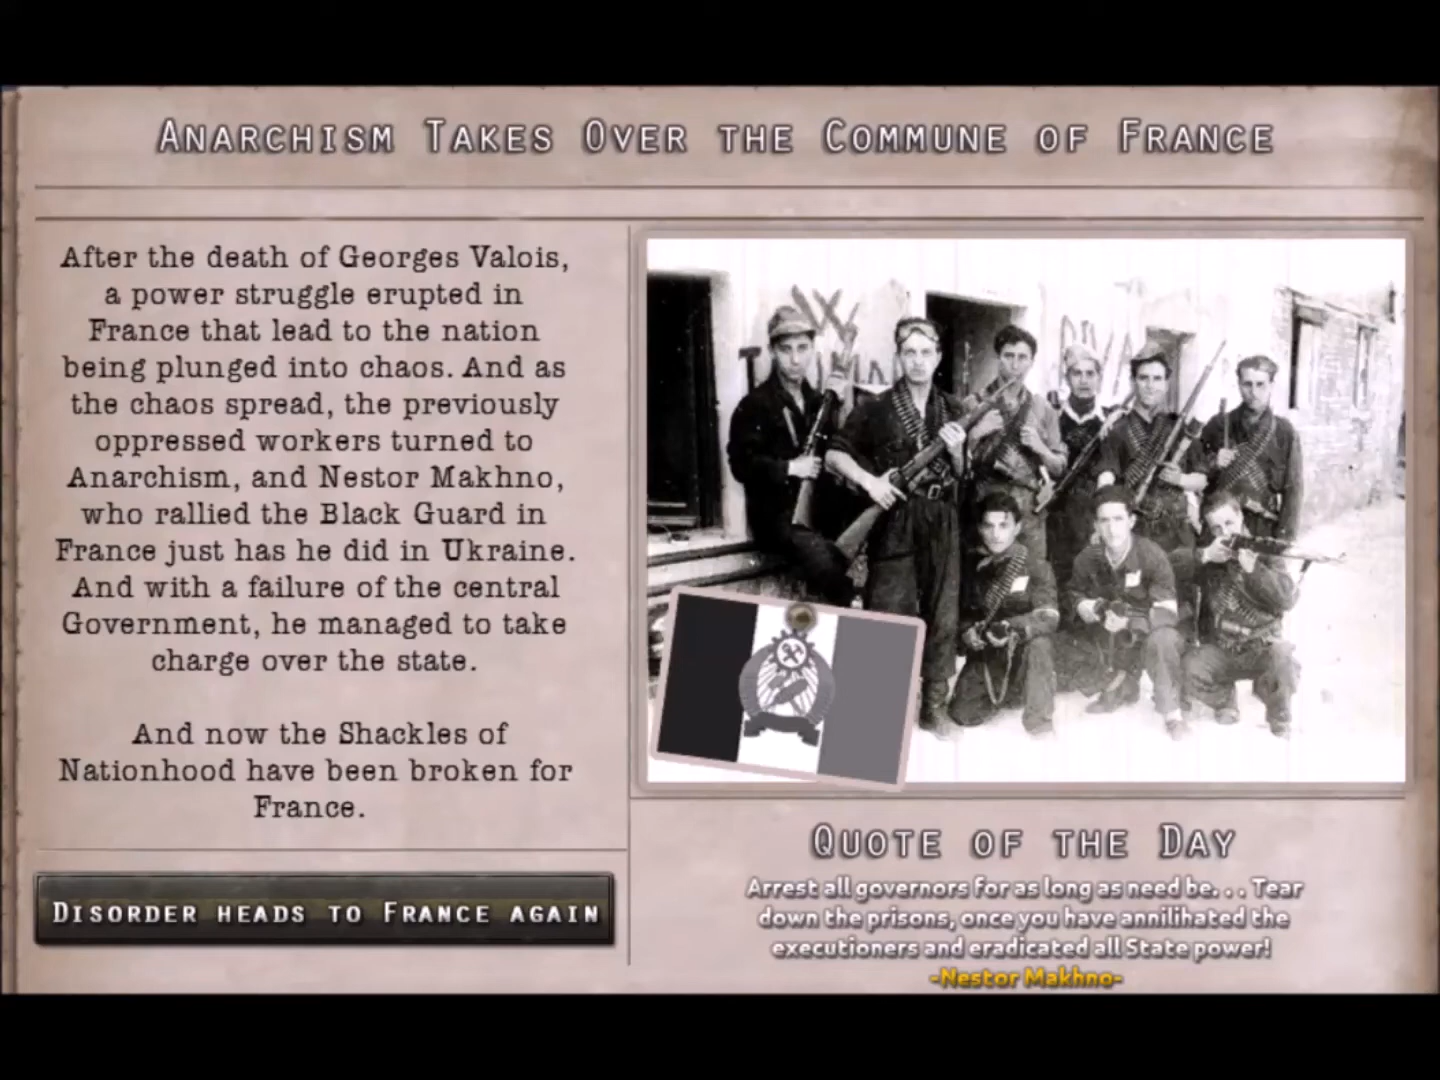 Anarchism Takes Over the Commune of France
After the death of Georges Valois,
a power struggle erupted in
France that lead to the nation
being plunged into chaos. And as
the chaos spread, the previously
oppressed workers turned to
Anarchism, and Nestor Makhno,
who rallied the Black Guard in
France just has he did in Ukraine.
And with a failure of the central
Government, he managed to take
charge over the state.
And now the Shackles of
Nationhood have been broken for
France.
Disorder heads to France again
Quote of the Day
Arrest all governors for as long as need be. . . Tear
down the prisons, once you have annilihated the
executioners and eradicated all State power!
-Nestor Makhno-